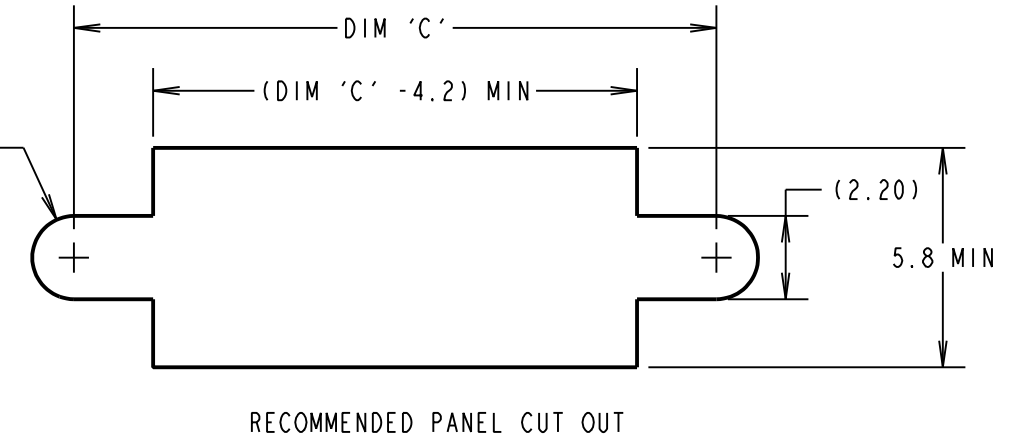 DIM 'C'
(DIM 'C' -4.2) MIN
(2.20)
5.8 MIN
RECOMMENDED PANEL CUT OUT